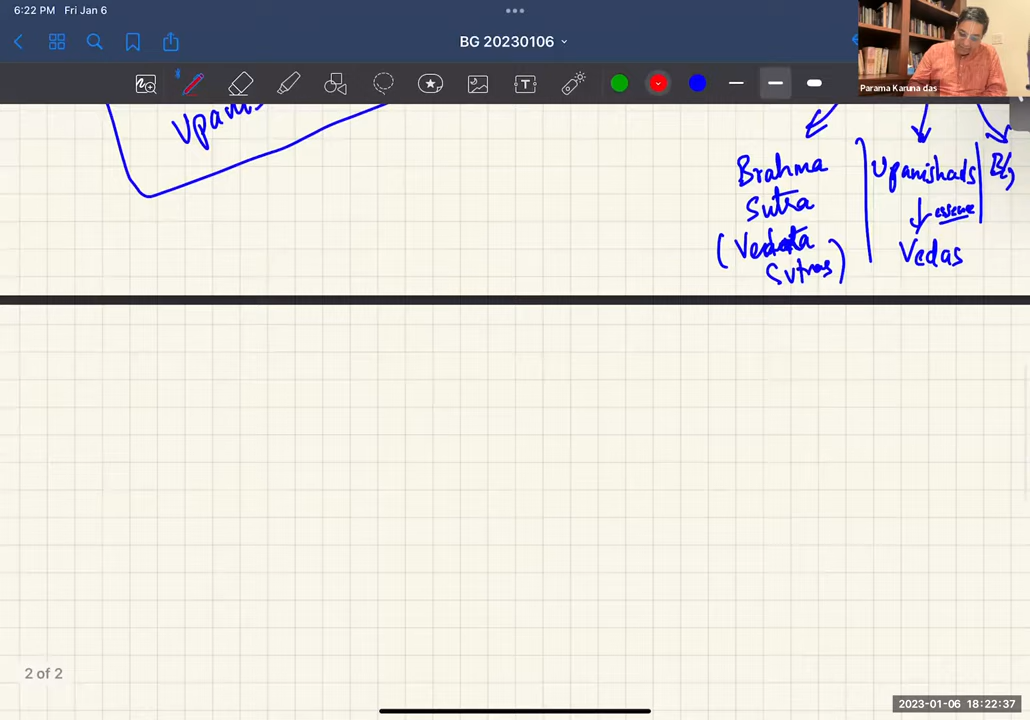 6:22 PM Fri Jan 6
BG 20230106
Parama Karuna das
Upanis
Brahma
Sutra
(Vedanta
Sutras)
Upanishads
essence
Vedas
BG
2 of 2
2023-01-06 18:22:37